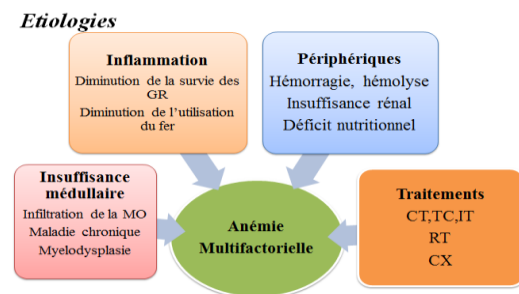 Etiologies
Inflammation
Diminution de la survie des
GR
Diminution de l'utilisation
du fer
Périphériques
Hémorragie, hémolyse
Insuffisance rénal
Déficit nutritionnel
Insuffisance
médullaire
Infiltration de la MO
Maladie chronique
Myelodysplasie
Anémie
Multifactorielle
Traitements
CT,TC,IT
RT
CX